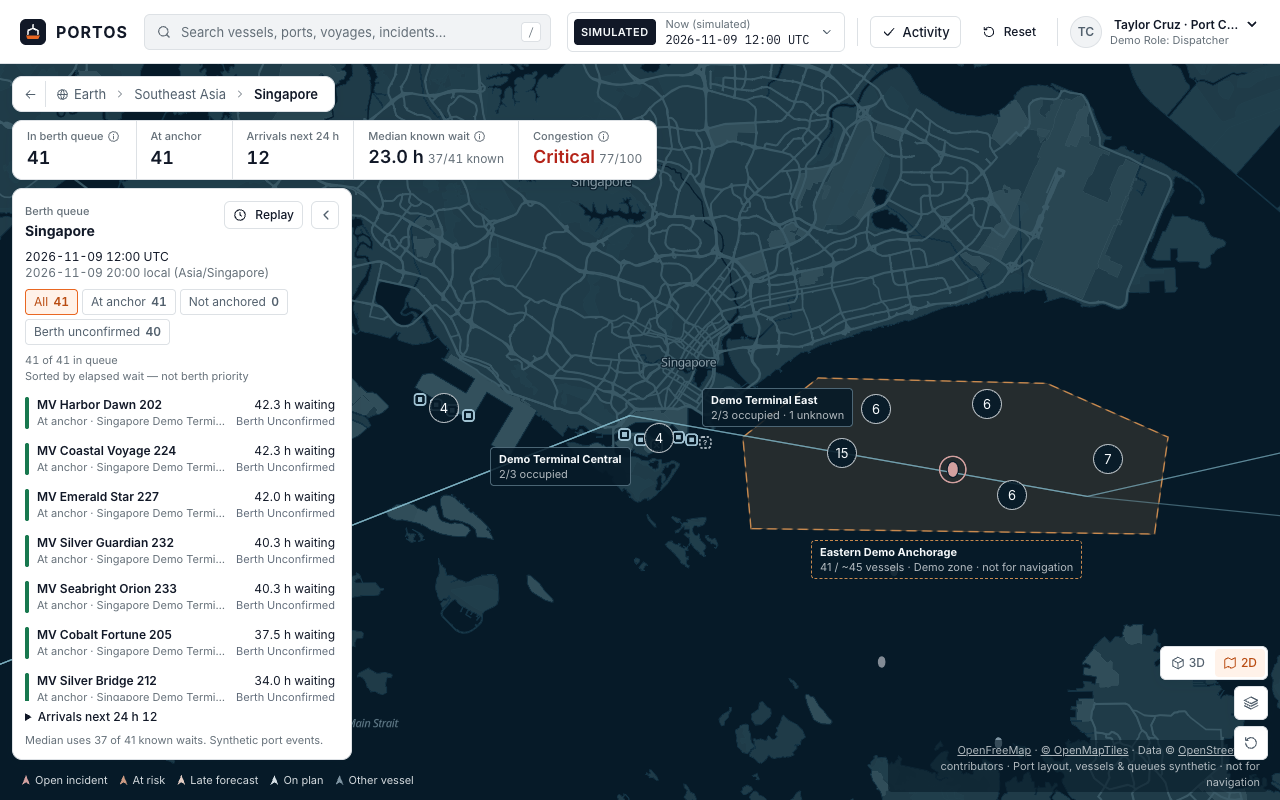 PORTOS
Search vessels, ports, voyages, incidents...
/
SIMULATED
Now (simulated)
2026-11-09 12:00 UTC
Activity
Reset
TC
Taylor Cruz · Port C...
Demo Role: Dispatcher
Earth
Southeast Asia
Singapore
In berth queue
41
At anchor
41
Arrivals next 24 h
12
Median known wait
23.0 h 37/41 known
Congestion
Critical 77/100
Singapore
Berth queue
Singapore
Replay
2026-11-09 12:00 UTC
2026-11-09 20:00 local (Asia/Singapore)
All 41
At anchor 41
Not anchored 0
Berth unconfirmed 40
41 of 41 in queue
Sorted by elapsed wait — not berth priority
MV Harbor Dawn 202
42.3 h waiting
At anchor · Singapore Demo Termi...
Berth Unconfirmed
MV Coastal Voyage 224
42.3 h waiting
At anchor · Singapore Demo Termi...
Berth Unconfirmed
MV Emerald Star 227
42.0 h waiting
At anchor · Singapore Demo Termi...
Berth Unconfirmed
MV Silver Guardian 232
40.3 h waiting
At anchor · Singapore Demo Termi...
Berth Unconfirmed
MV Seabright Orion 233
40.3 h waiting
At anchor · Singapore Demo Termi...
Berth Unconfirmed
MV Cobalt Fortune 205
37.5 h waiting
At anchor · Singapore Demo Termi...
Berth Unconfirmed
MV Silver Bridge 212
34.0 h waiting
At anchor · Singapore Demo Termi...
Berth Unconfirmed
Arrivals next 24 h 12
Median uses 37 of 41 known waits. Synthetic port events.
Singapore
4
4
?
Demo Terminal East
2/3 occupied · 1 unknown
Demo Terminal Central
2/3 occupied
6
6
15
7
6
Eastern Demo Anchorage
41 / ~45 vessels · Demo zone · not for navigation
Main Strait
3D
2D
Open incident
At risk
Late forecast
On plan
Other vessel
OpenFreeMap · © OpenMapTiles · Data © OpenStree
contributors · Port layout, vessels & queues synthetic · not for
navigation